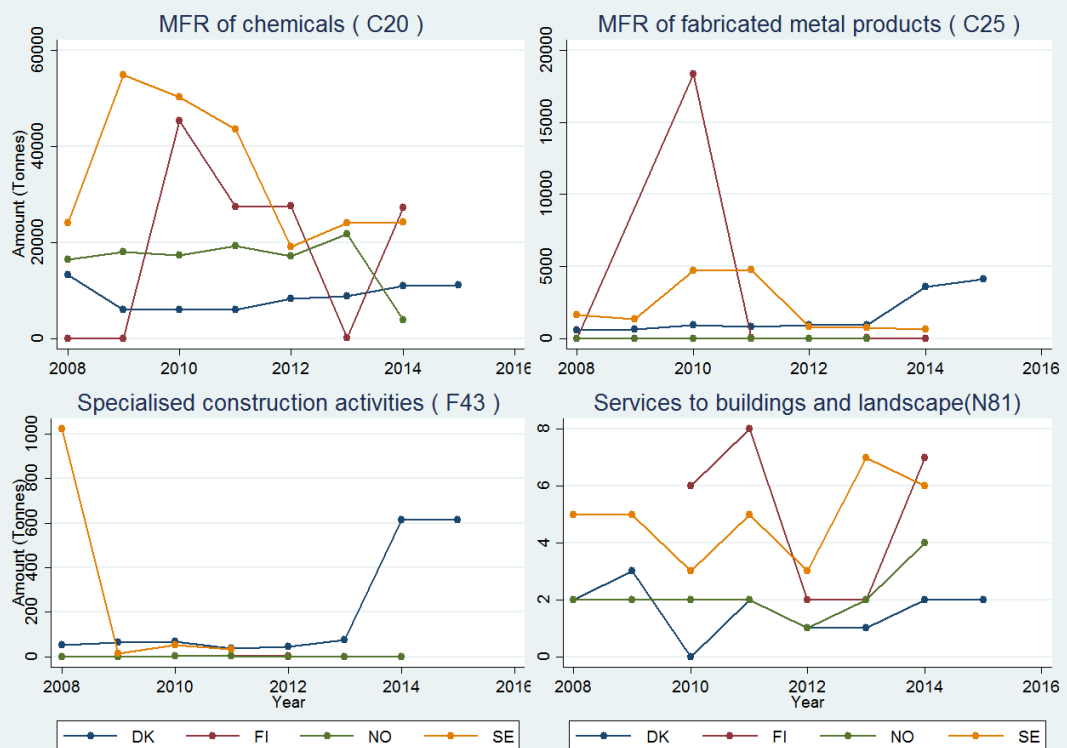 MFR of chemicals ( C20 )
Amount (Tonnes)
60000
40000
20000
0
2008 2010 2012 2014 2016
MFR of fabricated metal products ( C25 )
20000
15000
10000
5000
0
2008 2010 2012 2014 2016
Specialised construction activities ( F43 )
Amount (Tonnes)
1000
800
600
400
200
0
2008 2010 2012 2014 2016
Year
Services to buildings and landscape(N81)
8
6
4
2
0
2008 2010 2012 2014 2016
Year
DK FI NO SE
DK FI NO SE